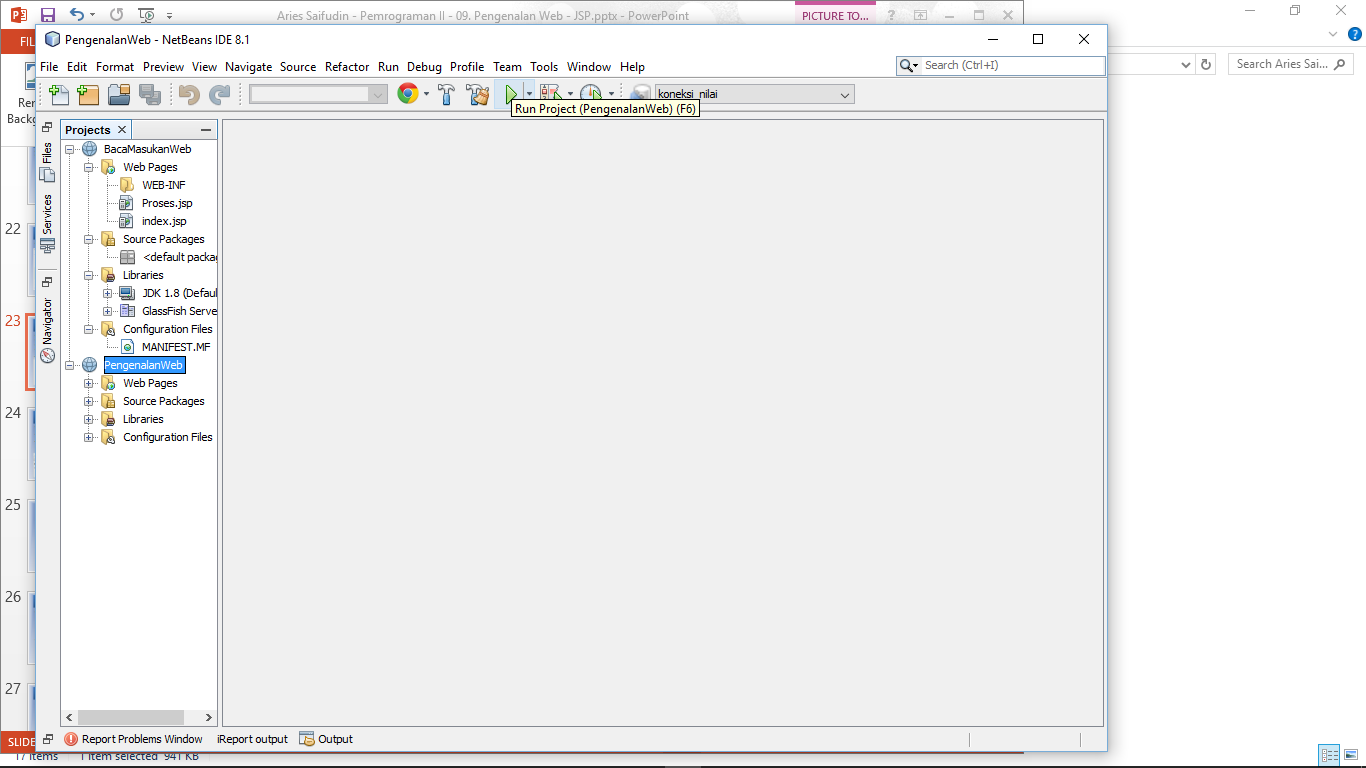 Aries Saifudin - Pemrograman II - 09. Pengenalan Web - JSP.pptx - PowerPoint
PICTURE TO...
?
FIL
PengenalanWeb - NetBeans IDE 8.1
?
File Edit Format Preview View Navigate Source Refactor Run Debug Profile Team Tools Window Help
Search (Ctrl+I)
Search Aries Sai...
koneksi_nilai
Run Project (PengenalanWeb) (F6)
Rem
Backg
Projects
Files
Services
Navigator
BacaMasukanWeb
Web Pages
WEB-INF
Proses.jsp
index.jsp
Source Packages
<default packag
Libraries
JDK 1.8 (Defaul
GlassFish Serve
Configuration Files
MANIFEST.MF
PengenalanWeb
Web Pages
Source Packages
Libraries
Configuration Files
22
23
24
25
26
27
Report Problems Window iReport output Output
SLIDE
17 items 1 item selected 941 KB